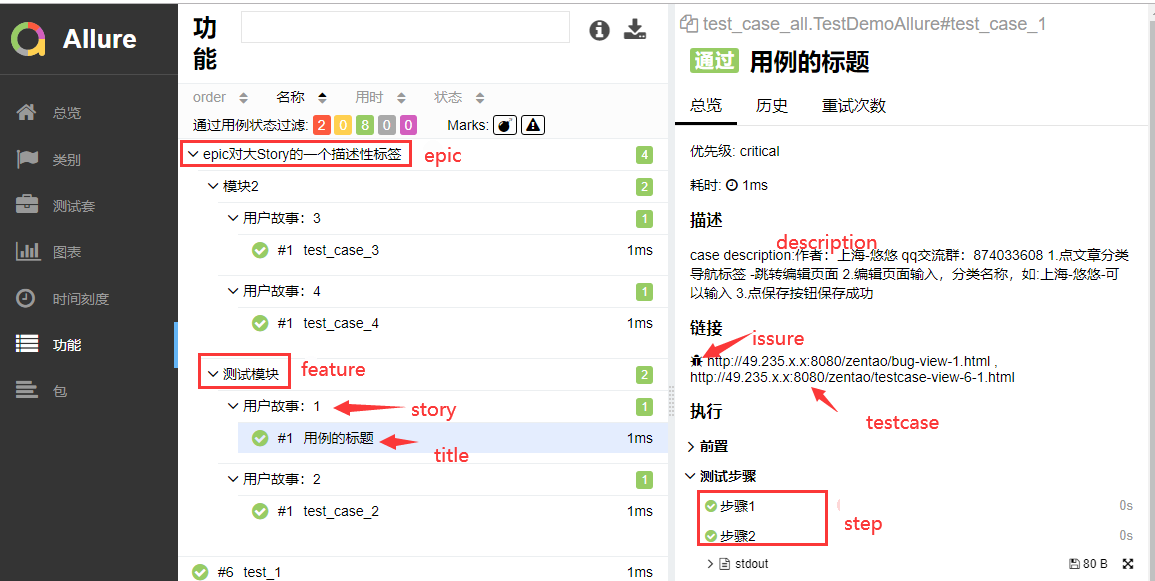 Allure
总览
类别
测试套
图表
时间刻度
功能
包
功
能
order 名称 用时 状态
通过用例状态过滤: 2 0 8 0 0 Marks:
epic对大Story的一个描述性标签 epic 4
模块2 2
用户故事: 3 1
#1 test_case_3 1ms
用户故事: 4 1
#1 test_case_4 1ms
测试模块 feature 2
用户故事: 1 story 1
#1 用例的标题 title 1ms
用户故事: 2 1
#1 test_case_2 1ms
#6 test_1 1ms
test_case_all.TestDemoAllure#test_case_1
通过 用例的标题
总览 历史 重试次数
优先级: critical
耗时: 1ms
描述
description
case description:作者: 上海-悠悠 qq交流群: 874033608 1.点文章分类
导航标签 -跳转编辑页面 2.编辑页面输入，分类名称，如:上海-悠悠-可
以输入 3.点保存按钮保存成功
链接
issure
http://49.235.x.x:8080/zentao/bug-view-1.html ,
http://49.235.x.x:8080/zentao/testcase-view-6-1.html
testcase
执行
前置
测试步骤
步骤1 0s
step
步骤2 0s
stdout 80 B